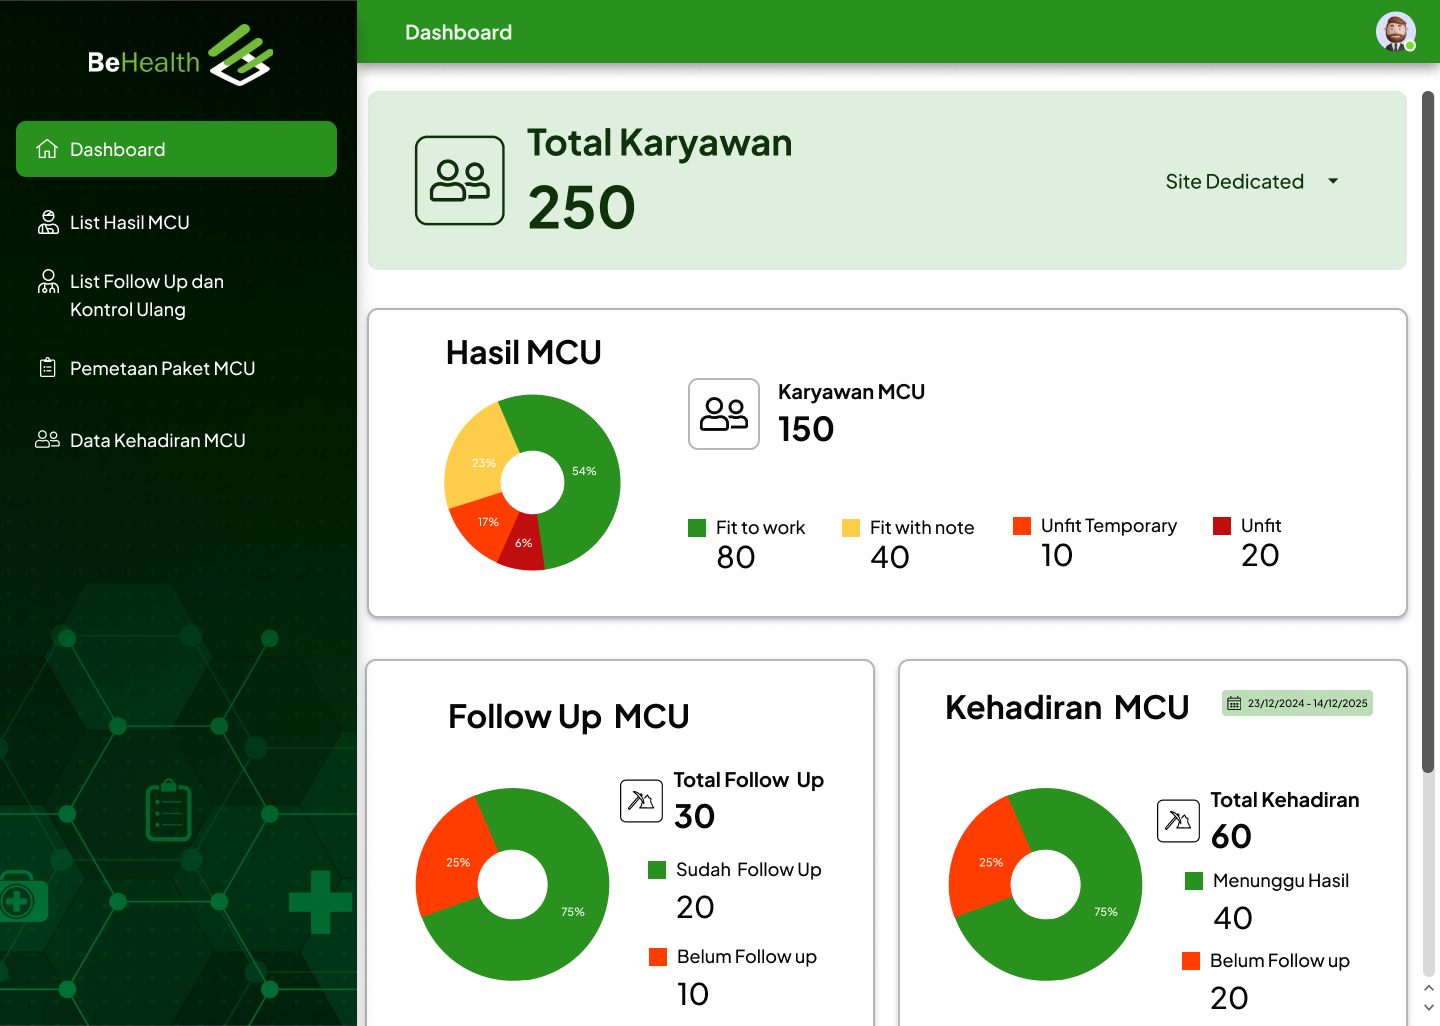 BeHealth
Dashboard
List Hasil MCU
List Follow Up dan
Kontrol Ulang
Pemetaan Paket MCU
Data Kehadiran MCU
Dashboard
Total Karyawan
250
Site Dedicated
Hasil MCU
23%
54%
17%
6%
Karyawan MCU
150
Fit to work
80
Fit with note
40
Unfit Temporary
10
Unfit
20
Follow Up MCU
25%
75%
Total Follow Up
30
Sudah Follow Up
20
Belum Follow up
10
Kehadiran MCU
23/12/2024 - 14/12/2025
25%
75%
Total Kehadiran
60
Menunggu Hasil
40
Belum Follow up
20